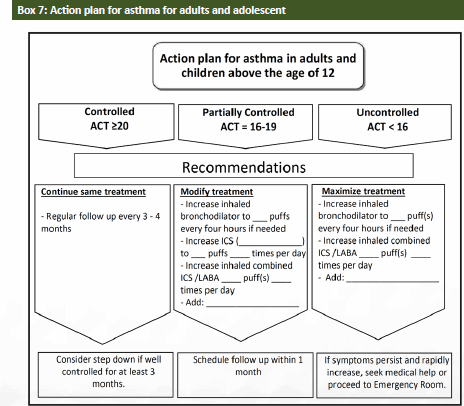 Box 7: Action plan for asthma for adults and adolescent
Action plan for asthma in adults and
children above the age of 12
Controlled
ACT ≥20
Partially Controlled
ACT = 16-19
Uncontrolled
ACT < 16
Recommendations
Continue same treatment
- Regular follow up every 3 - 4
months
Modify treatment
- Increase inhaled
bronchodilator to ___ puffs
every four hours if needed
- Increase ICS (__________)
to ___ puffs ____ times per day
- Increase inhaled combined
ICS /LABA ____ puff(s) ____
times per day
- Add: ________________
Maximize treatment
- Increase inhaled
bronchodilator to ___ puff(s)
every four hours if needed
- Increase inhaled combined
ICS /LABA ____ puff(s) ____
times per day
- Add: ________________
Consider step down if well
controlled for at least 3
months.
Schedule follow up within 1
month
If symptoms persist and rapidly
increase, seek medical help or
proceed to Emergency Room.